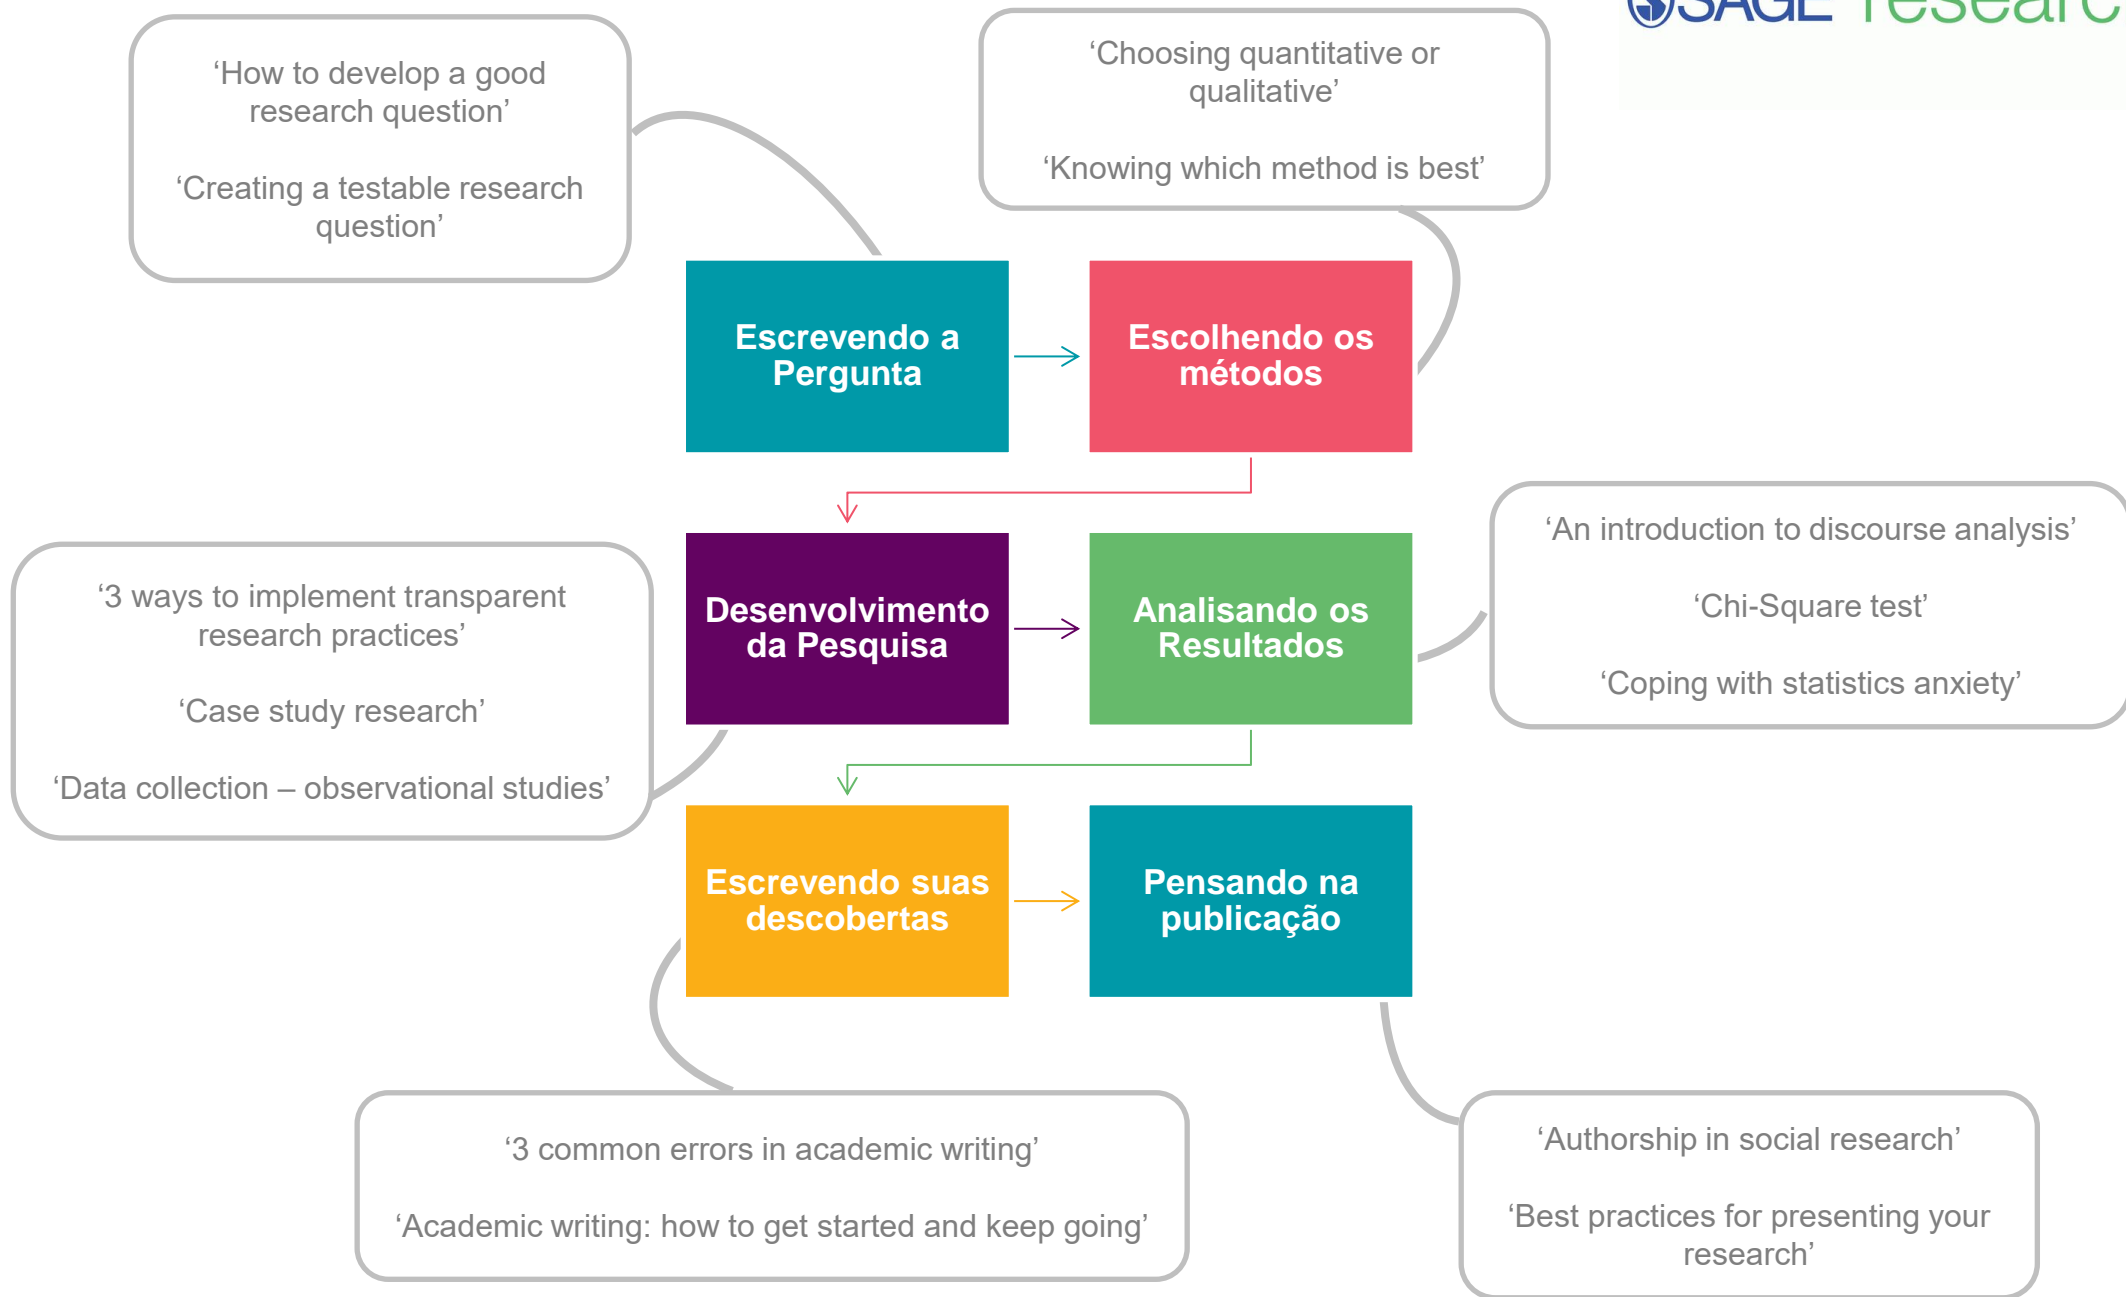 SAGE
‘How to develop a good
research question’
‘Creating a testable research
question’
‘Choosing quantitative or
qualitative’
‘Knowing which method is best’
Escrevendo a
Pergunta
Escolhendo os
métodos
‘3 ways to implement transparent
research practices’
‘Case study research’
‘Data collection – observational studies’
Desenvolvimento
da Pesquisa
Analisando os
Resultados
‘An introduction to discourse analysis’
‘Chi-Square test’
‘Coping with statistics anxiety’
Escrevendo suas
descobertas
Pensando na
publicação
‘3 common errors in academic writing’
‘Academic writing: how to get started and keep going’
‘Authorship in social research’
‘Best practices for presenting your
research’